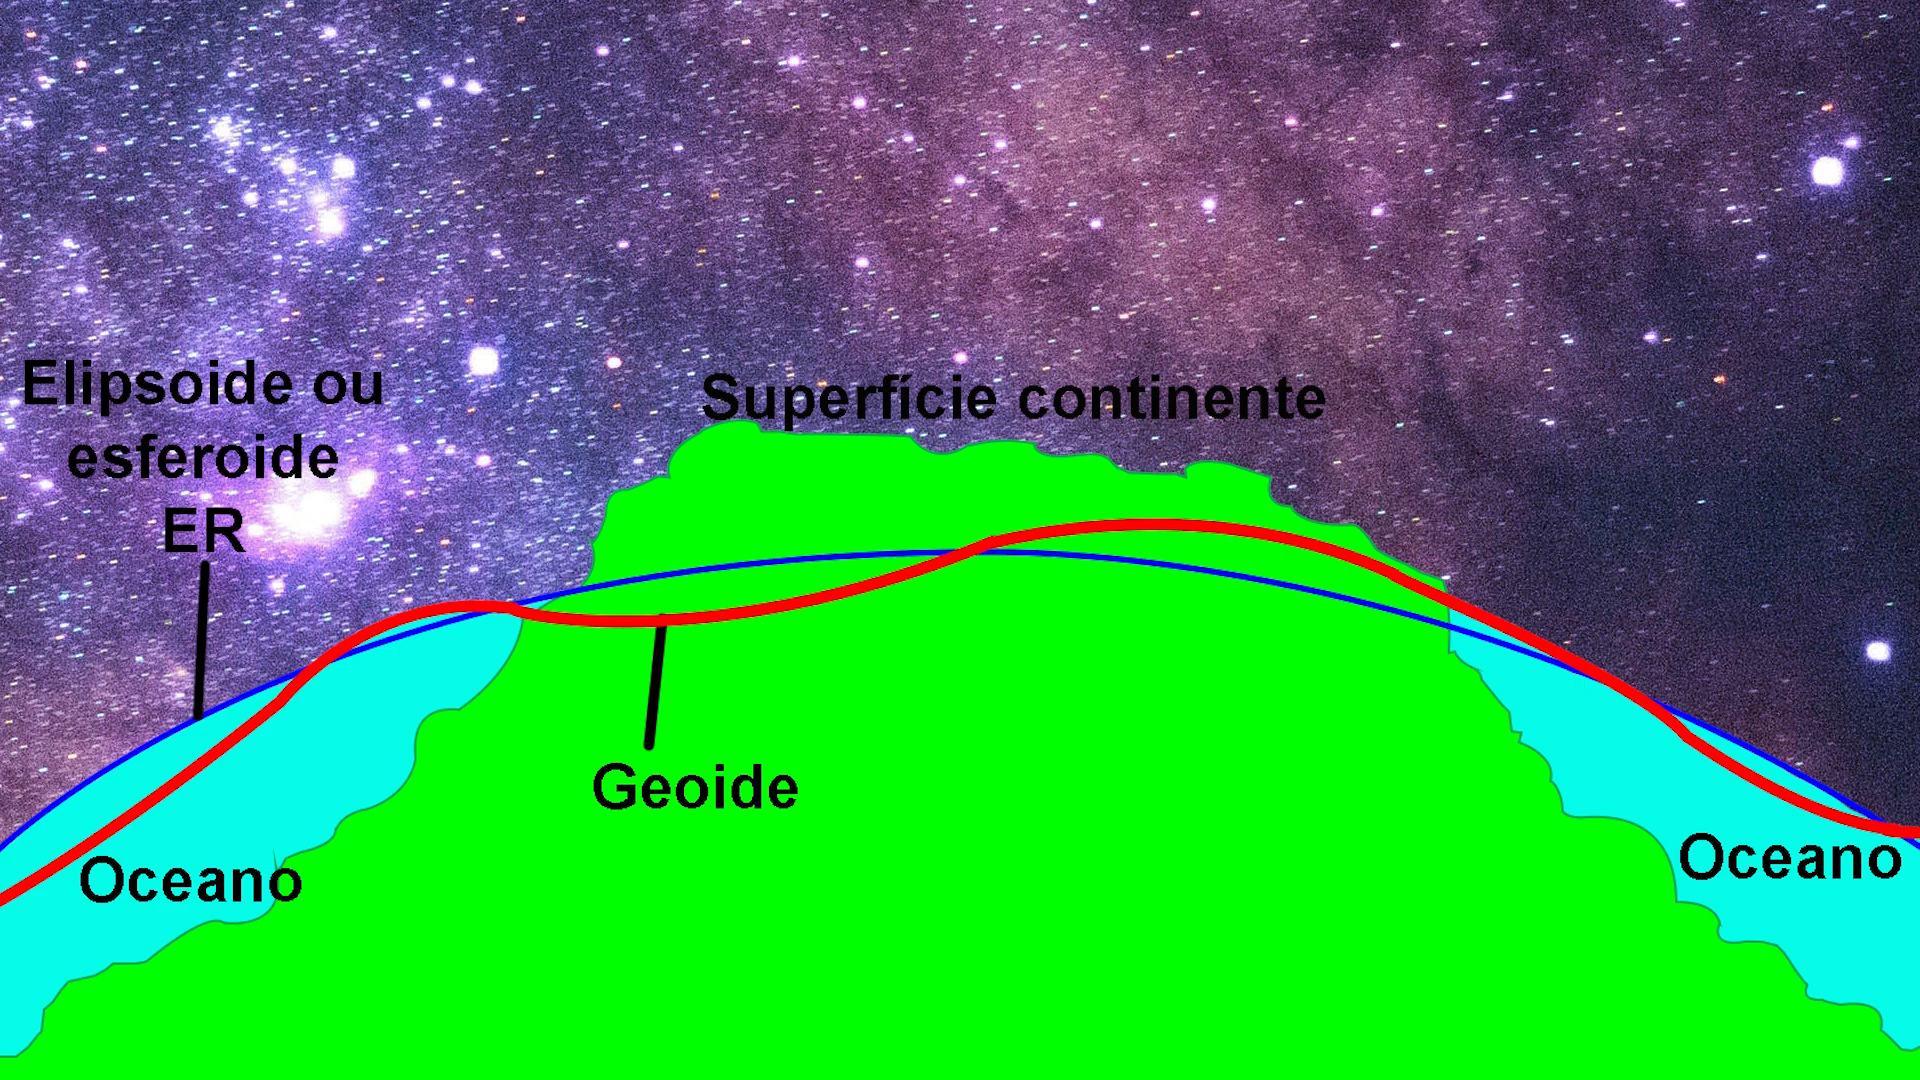 Elipsoide ou
esferoide
ER
Superfície continente
Geoide
Oceano
Oceano